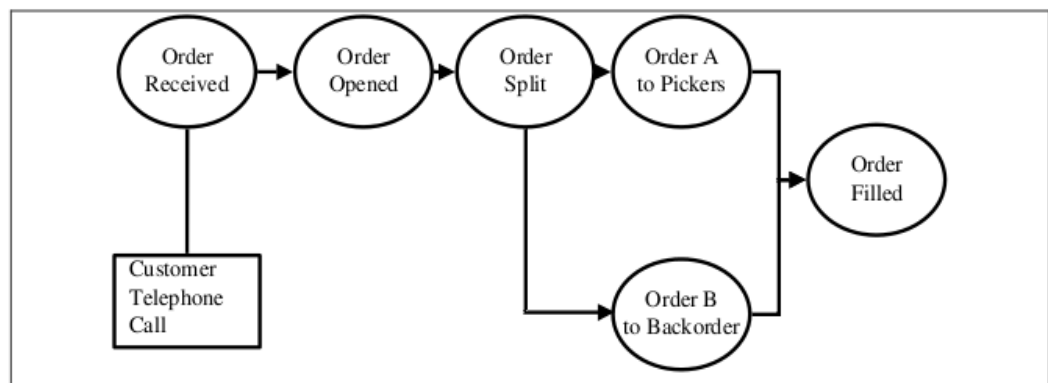 Order
Received
Order
Opened
Order
Split
Order A
to Pickers
Order
Filled
Customer
Telephone
Call
Order B
to Backorder